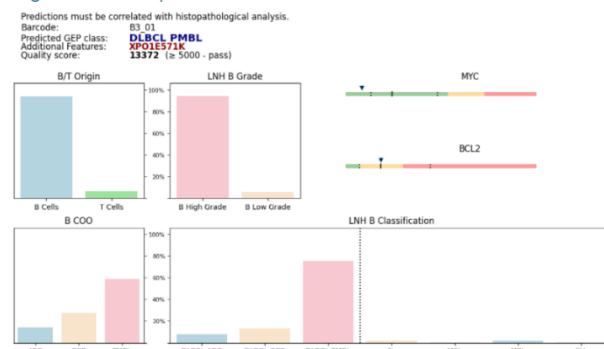 Predictions must be correlated with histopathological analysis.
Barcode: B3_01
Predicted GEP class: DLBCL PMBL
Additional Features: XPO1E571K
Quality score: 13372 (≥ 5000 - pass)
B/T Origin
LNH B Grade
MYC
100%
80%
60%
40%
20%
BCL2
B Cells
T Cells
B High Grade
B Low Grade
B COO
LNH B Classification
100%
80%
60%
40%
20%